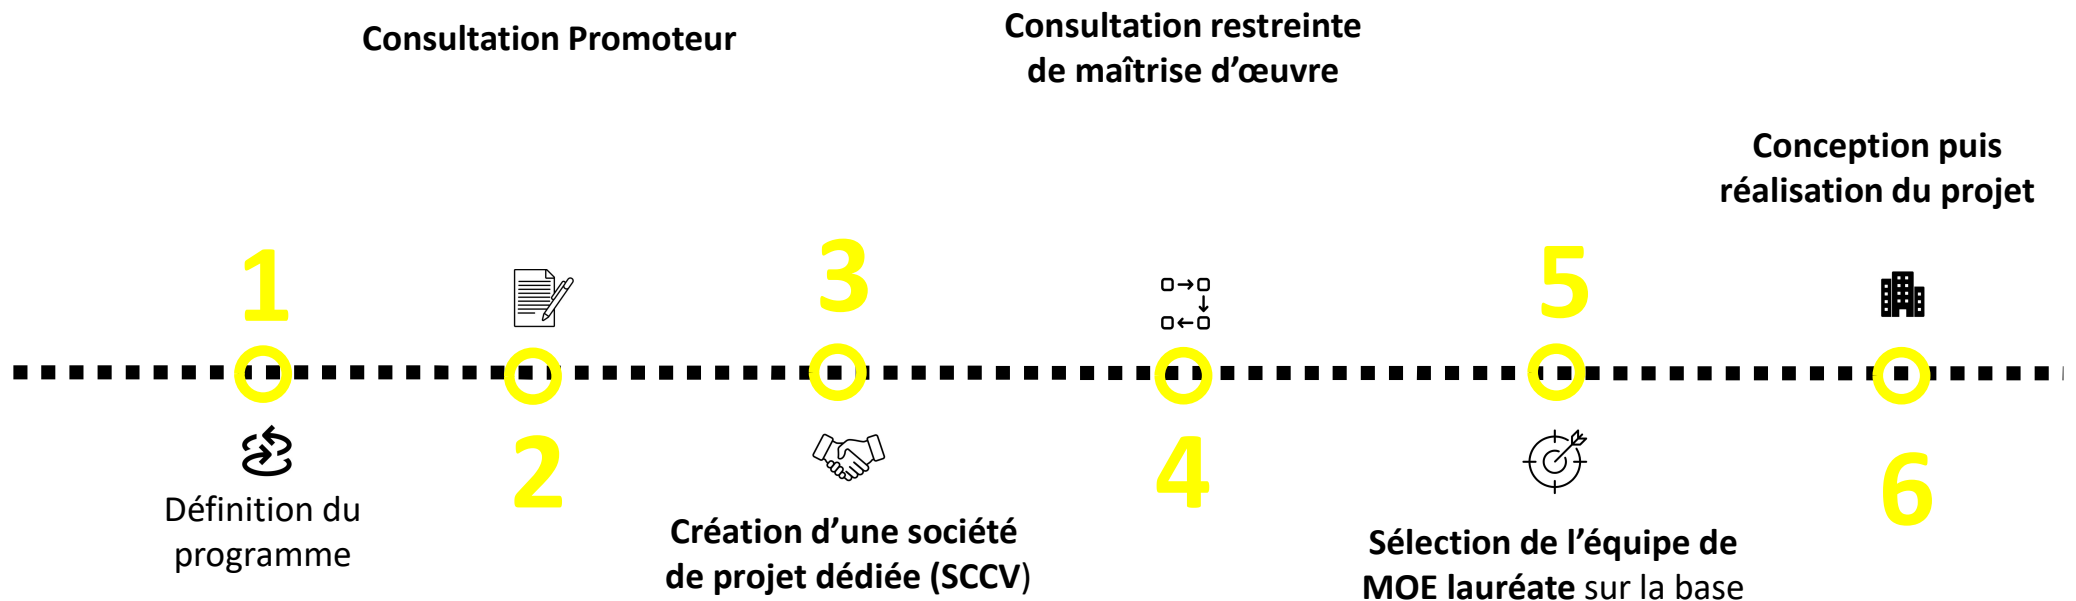 Consultation Promoteur
Consultation restreinte
de maîtrise d’œuvre
Conception puis
réalisation du projet
1
3
5
2
4
6
Définition du
programme
Création d’une société
de projet dédiée (SCCV)
Sélection de l’équipe de
MOE lauréate sur la base